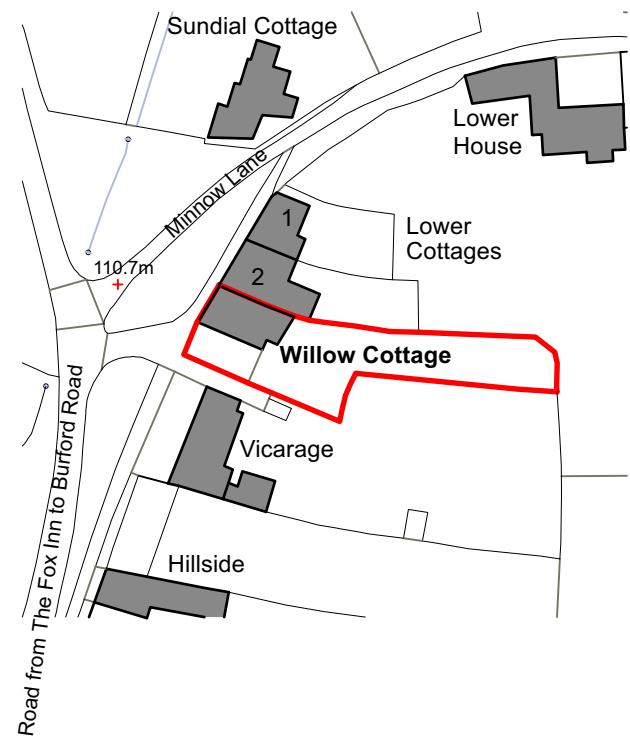 Sundial Cottage
Lower
House
Minnow Lane
1
Lower
Cottages
110.7m
2
Willow Cottage
Vicarage
Hillside
Road from The Fox Inn to Burford Road